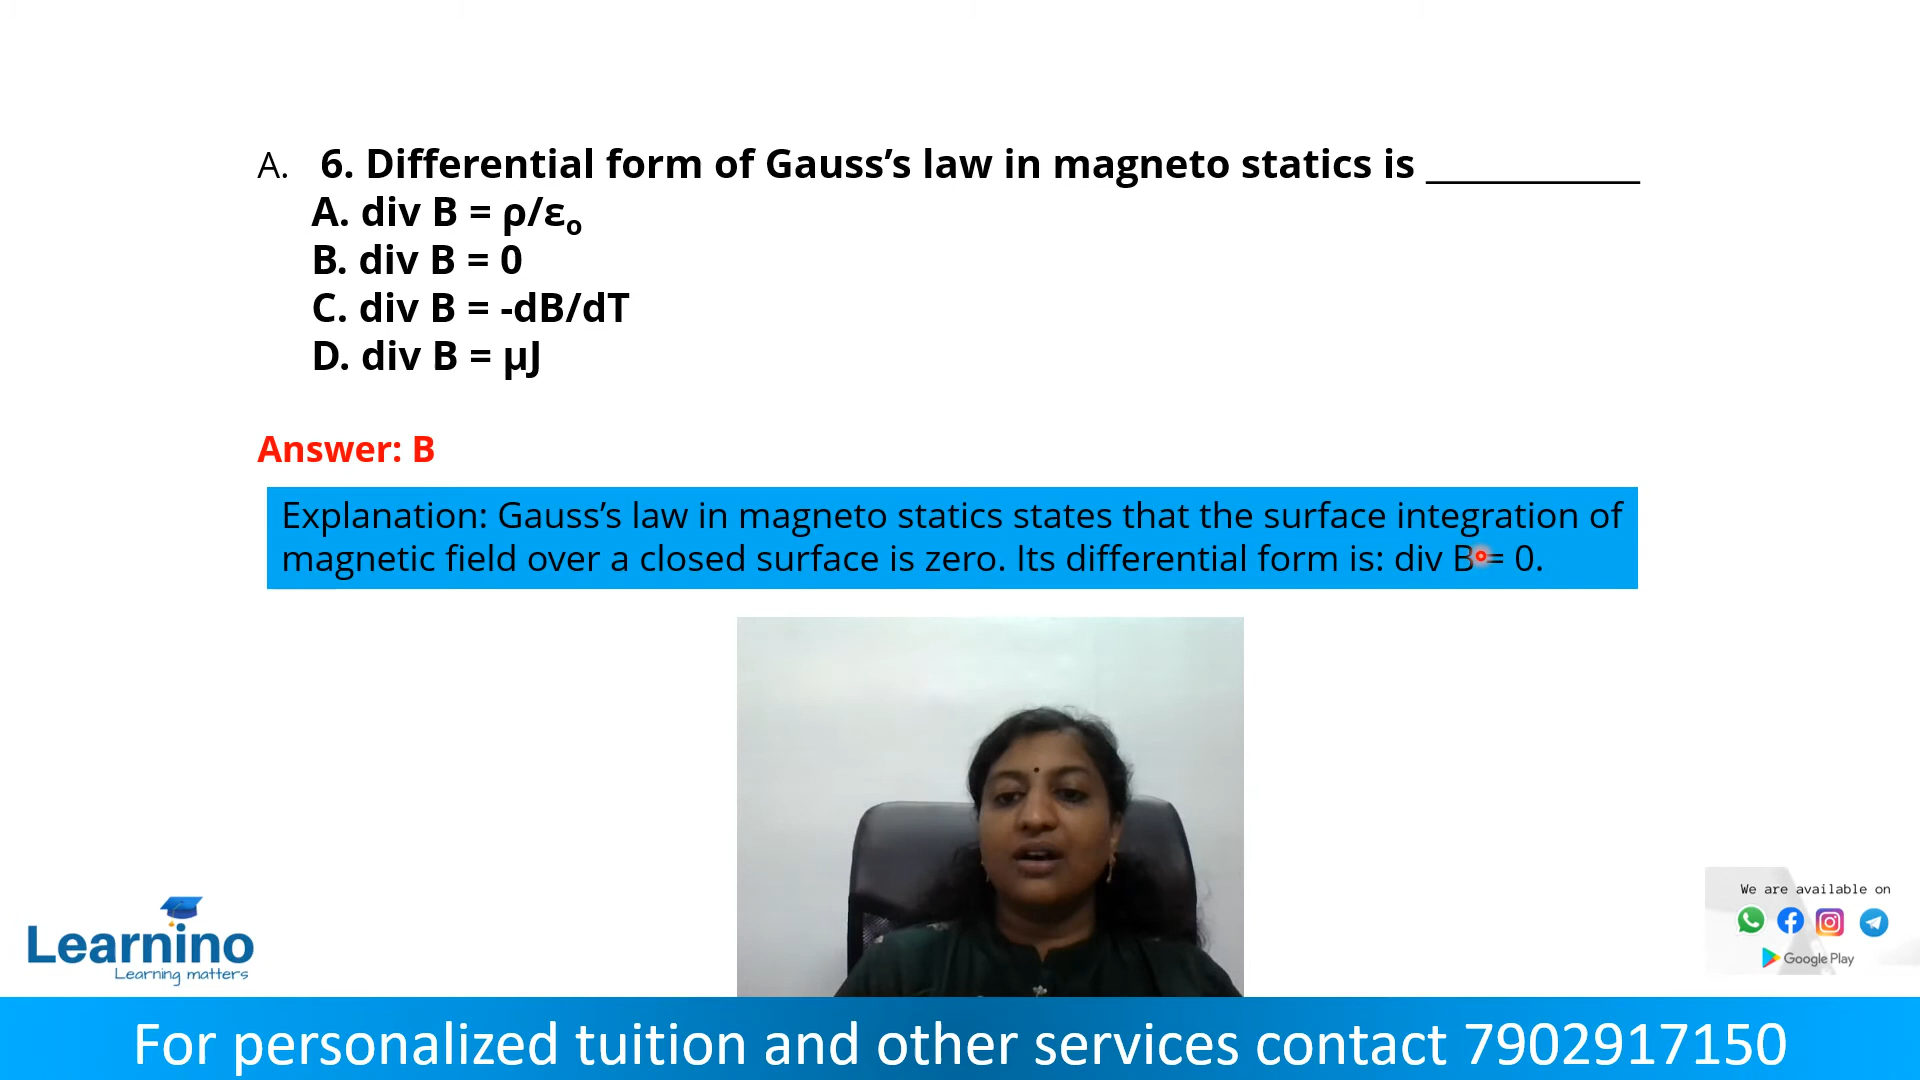 A. 6. Differential form of Gauss’s law in magneto statics is ___________
A. div B = ρ/εo
B. div B = 0
C. div B = -dB/dT
D. div B = μJ
Answer: B
Explanation: Gauss’s law in magneto statics states that the surface integration of
magnetic field over a closed surface is zero. Its differential form is: div B = 0.
Learnino
Learning matters
We are available on
Google Play
For personalized tuition and other services contact 7902917150